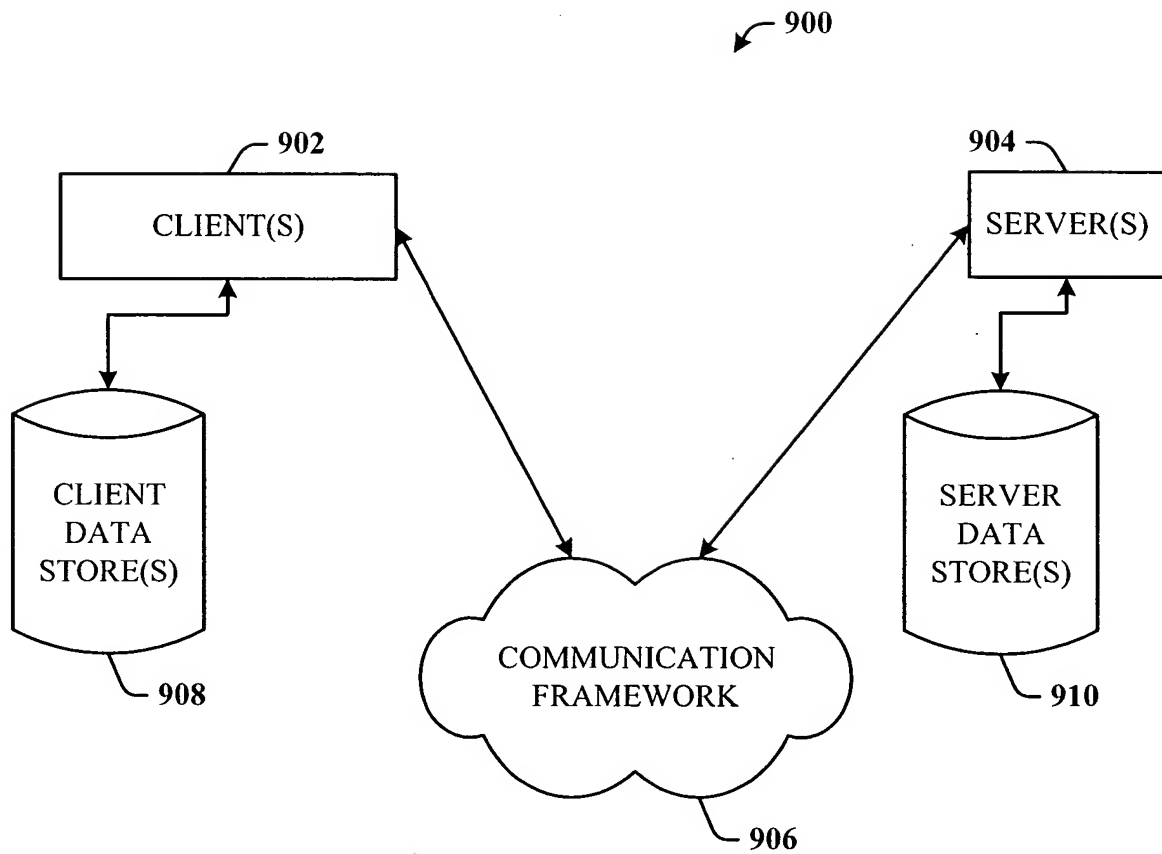 900
902
904
CLIENT(S)
SERVER(S)
CLIENT
DATA
STORE(S)
SERVER
DATA
STORE(S)
COMMUNICATION
FRAMEWORK
908
910
906